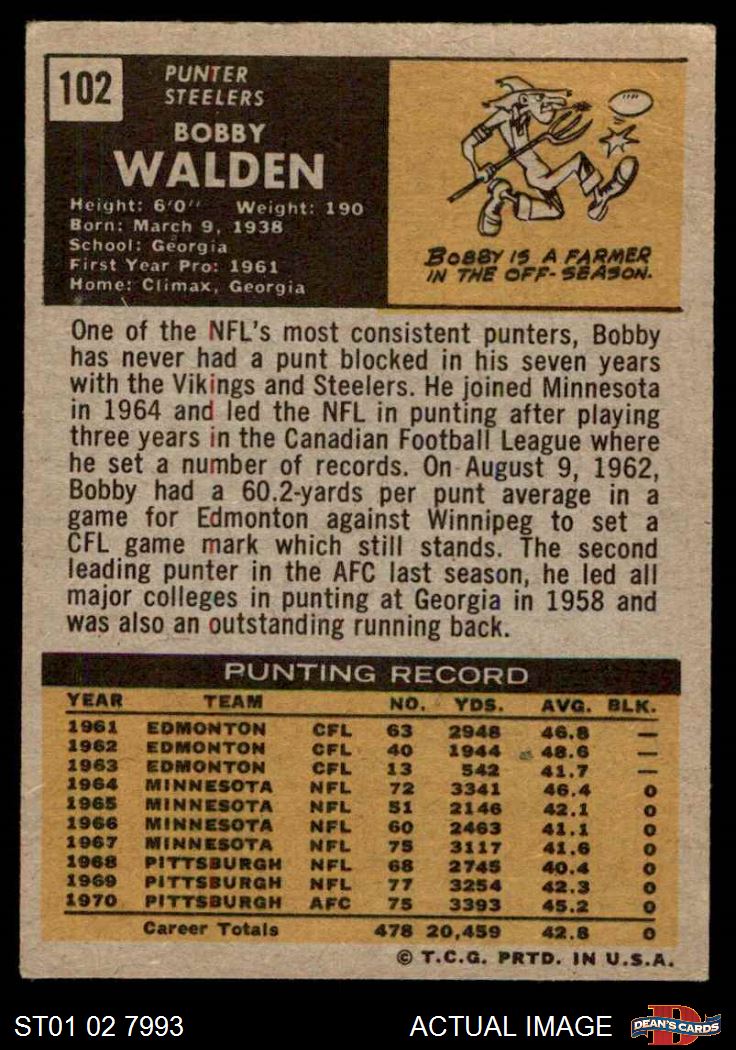 102
PUNTER
STEELERS
BOBBY
WALDEN
Height: 6'0" Weight: 190
Born: March 9, 1938
School: Georgia
First Year Pro: 1961
Home: Climax, Georgia
BOBBY IS A FARMER
IN THE OFF-SEASON.
One of the NFL's most consistent punters, Bobby
has never had a punt blocked in his seven years
with the Vikings and Steelers. He joined Minnesota
in 1964 and led the NFL in punting after playing
three years in the Canadian Football League where
he set a number of records. On August 9, 1962,
Bobby had a 60.2-yards per punt average in a
game for Edmonton against Winnipeg to set a
CFL game mark which still stands. The second
leading punter in the AFC last season, he led all
major colleges in punting at Georgia in 1958 and
was also an outstanding running back.
PUNTING RECORD
YEAR TEAM NO. YDS. AVG. BLK.
1961 EDMONTON CFL 63 2948 46.8 —
1962 EDMONTON CFL 40 1944 48.6 —
1963 EDMONTON CFL 13 542 41.7 —
1964 MINNESOTA NFL 72 3341 46.4 0
1965 MINNESOTA NFL 51 2146 42.1 0
1966 MINNESOTA NFL 60 2463 41.1 0
1967 MINNESOTA NFL 75 3117 41.6 0
1968 PITTSBURGH NFL 68 2745 40.4 0
1969 PITTSBURGH NFL 77 3254 42.3 0
1970 PITTSBURGH AFC 75 3393 45.2 0
Career Totals 478 20,459 42.8 0
© T.C.G. PRTD. IN U.S.A.
ST01 02 7993 ACTUAL IMAGE DEAN'S CARDS